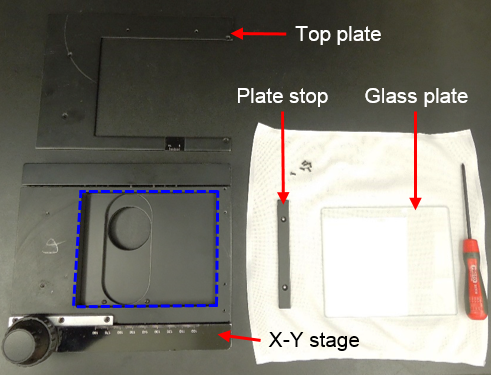 Top plate
Plate stop
Glass plate
X-Y stage